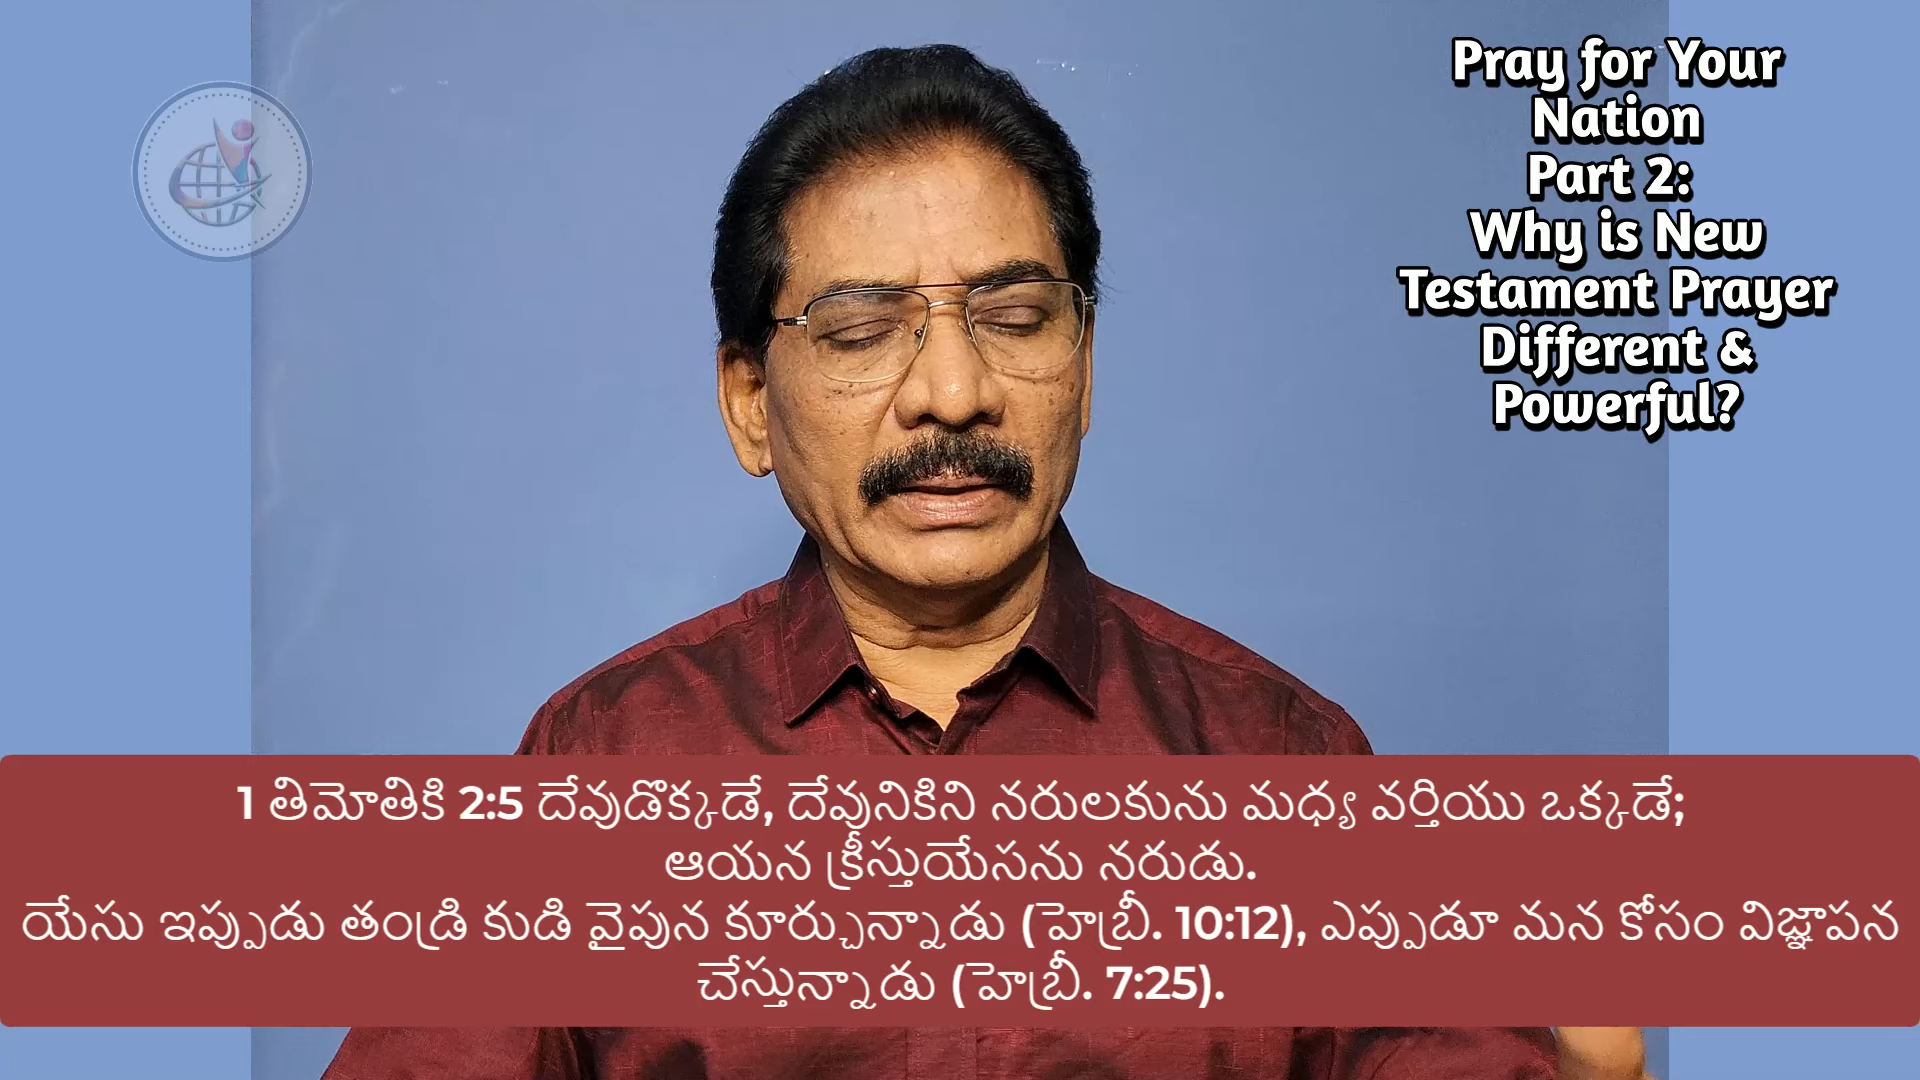 Pray for Your
Nation
Part 2:
Why is New
Testament Prayer
Different &
Powerful?
1 తిమోతికి 2:5 దేవుడొక్కడే, దేవునికిని నరులకును మధ్య వర్తియు ఒక్కడే;
ఆయన క్రీస్తుయేసను నరుడు.
యేసు ఇప్పుడు తండ్రి కుడి వైపున కూర్చున్నాడు (హెబ్రీ. 10:12), ఎప్పుడూ మన కోసం విజ్ఞాపన
చేస్తున్నాడు (హెబ్రీ. 7:25).